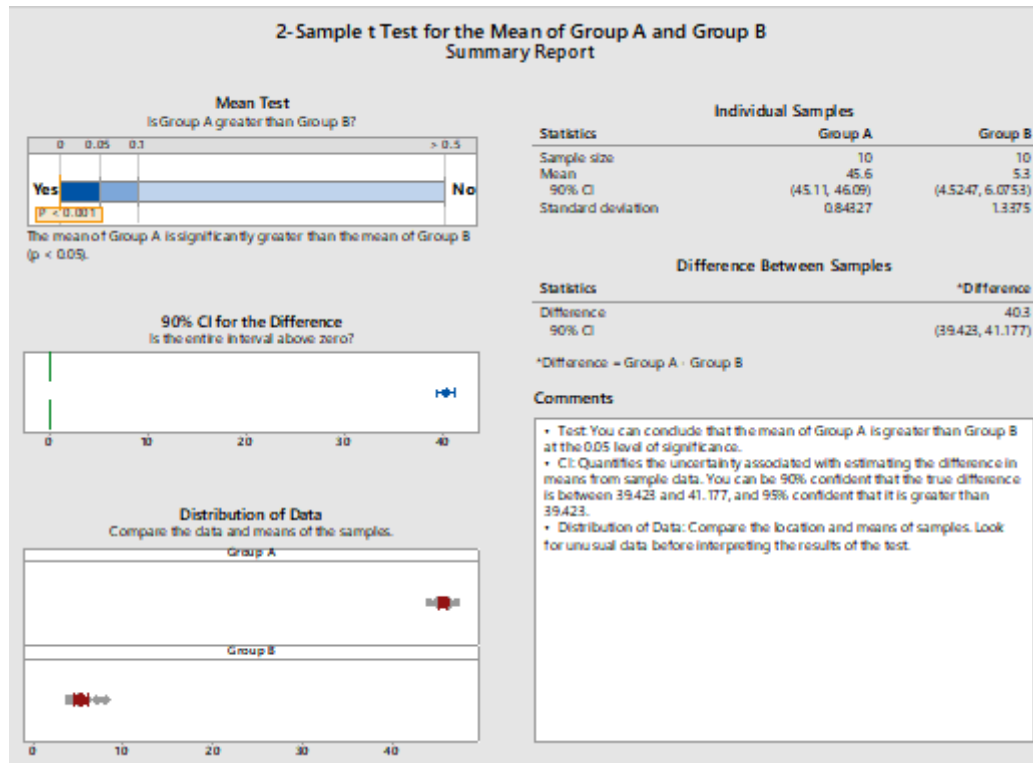 2-Sample t Test for the Mean of Group A and Group B
Summary Report
Mean Test
Is Group A greater than Group B?
0 0.05 0.1 > 0.5
Yes No
P < 0.001
The mean of Group A is significantly greater than the mean of Group B
(p < 0.05).
90% CI for the Difference
Is the entire interval above zero?
0 10 20 30 40
Distribution of Data
Compare the data and means of the samples.
Group A
Group B
0 10 20 30 40
Individual Samples
Statistics Group A Group B
Sample size 10 10
Mean 45.6 5.3
90% CI (45.11, 46.09) (4.5247, 6.0753)
Standard deviation 0.84327 1.3375
Difference Between Samples
Statistics *Difference
Difference 40.3
90% CI (39.423, 41.177)
*Difference = Group A - Group B
Comments
• Test: You can conclude that the mean of Group A is greater than Group B
at the 0.05 level of significance.
• CI: Quantifies the uncertainty associated with estimating the difference in
means from sample data. You can be 90% confident that the true difference
is between 39.423 and 41.177, and 95% confident that it is greater than
39.423.
• Distribution of Data: Compare the location and means of samples. Look
for unusual data before interpreting the results of the test.